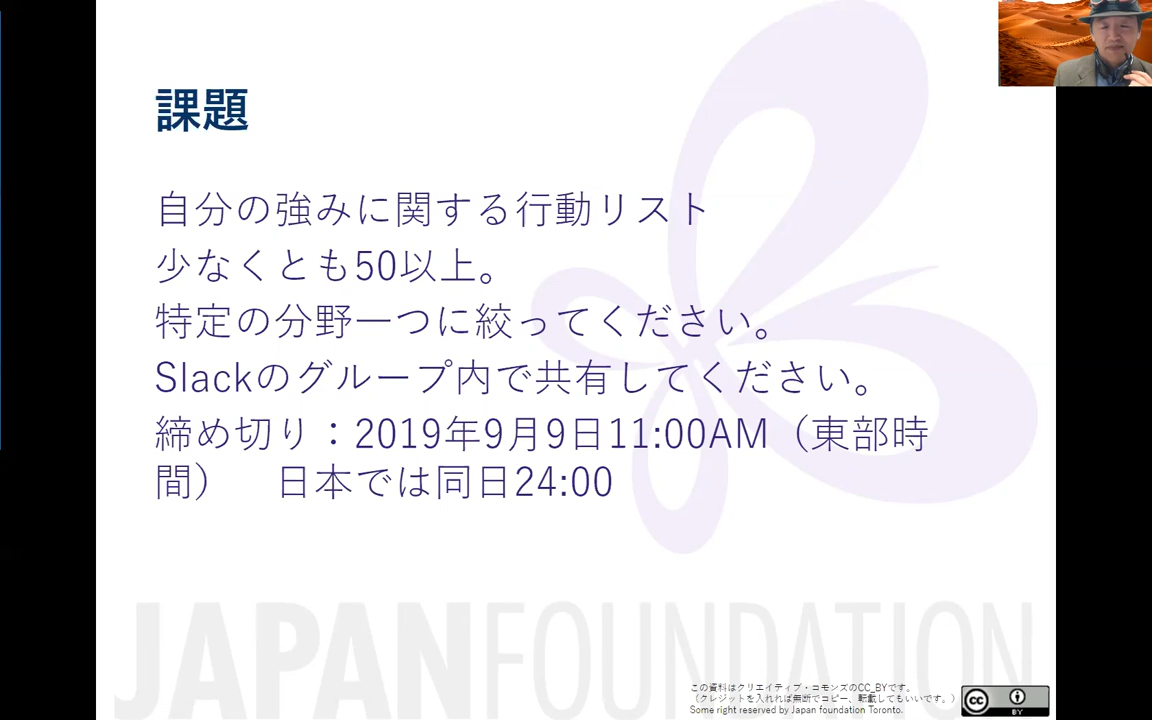 課題
自分の強みに関する行動リスト
少なくとも50以上。
特定の分野一つに絞ってください。
Slackのグループ内で共有してください。
締め切り：2019年9月9日11:00AM（東部時
間）　日本では同日24:00
JAPANFOUNDATION
この資料はクリエイティブ・コモンズのCC_BYです。
（クレジットを入れれば無断でコピー、転載してもいいです。）
Some right reserved by Japan foundation Toronto.
cc
BY